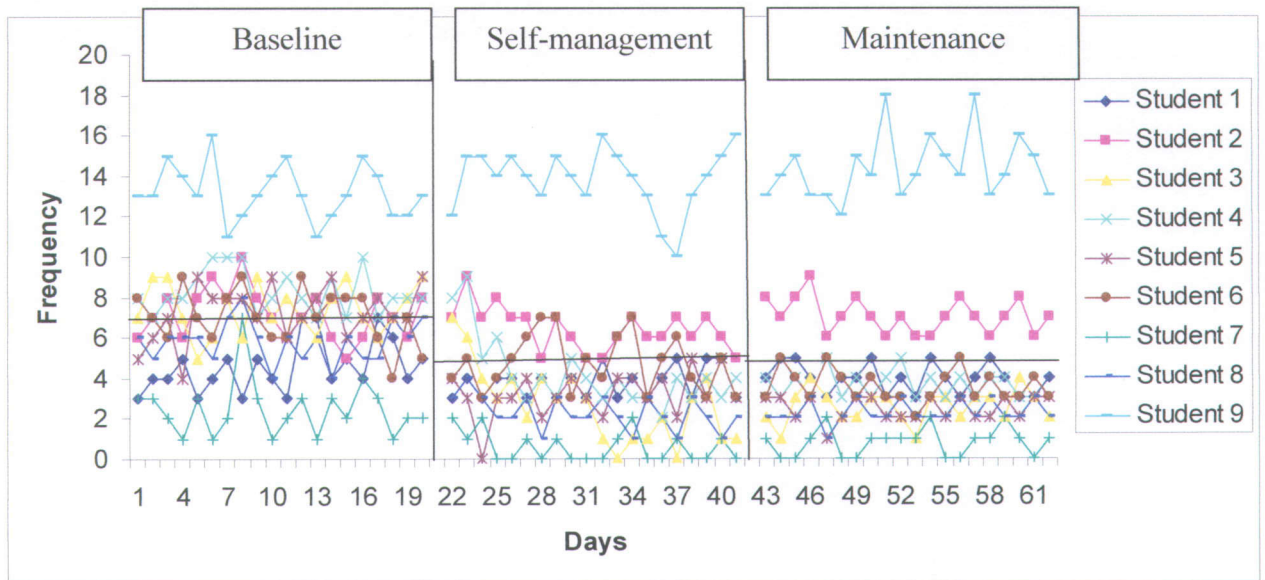 Baseline Self-management Maintenance
20
18
16
14
12
10
8
6
4
2
0
Frequency
1 4 7 10 13 16 19 22 25 28 31 34 37 40 43 46 49 52 55 58 61
Days
Student 1
Student 2
Student 3
Student 4
Student 5
Student 6
Student 7
Student 8
Student 9